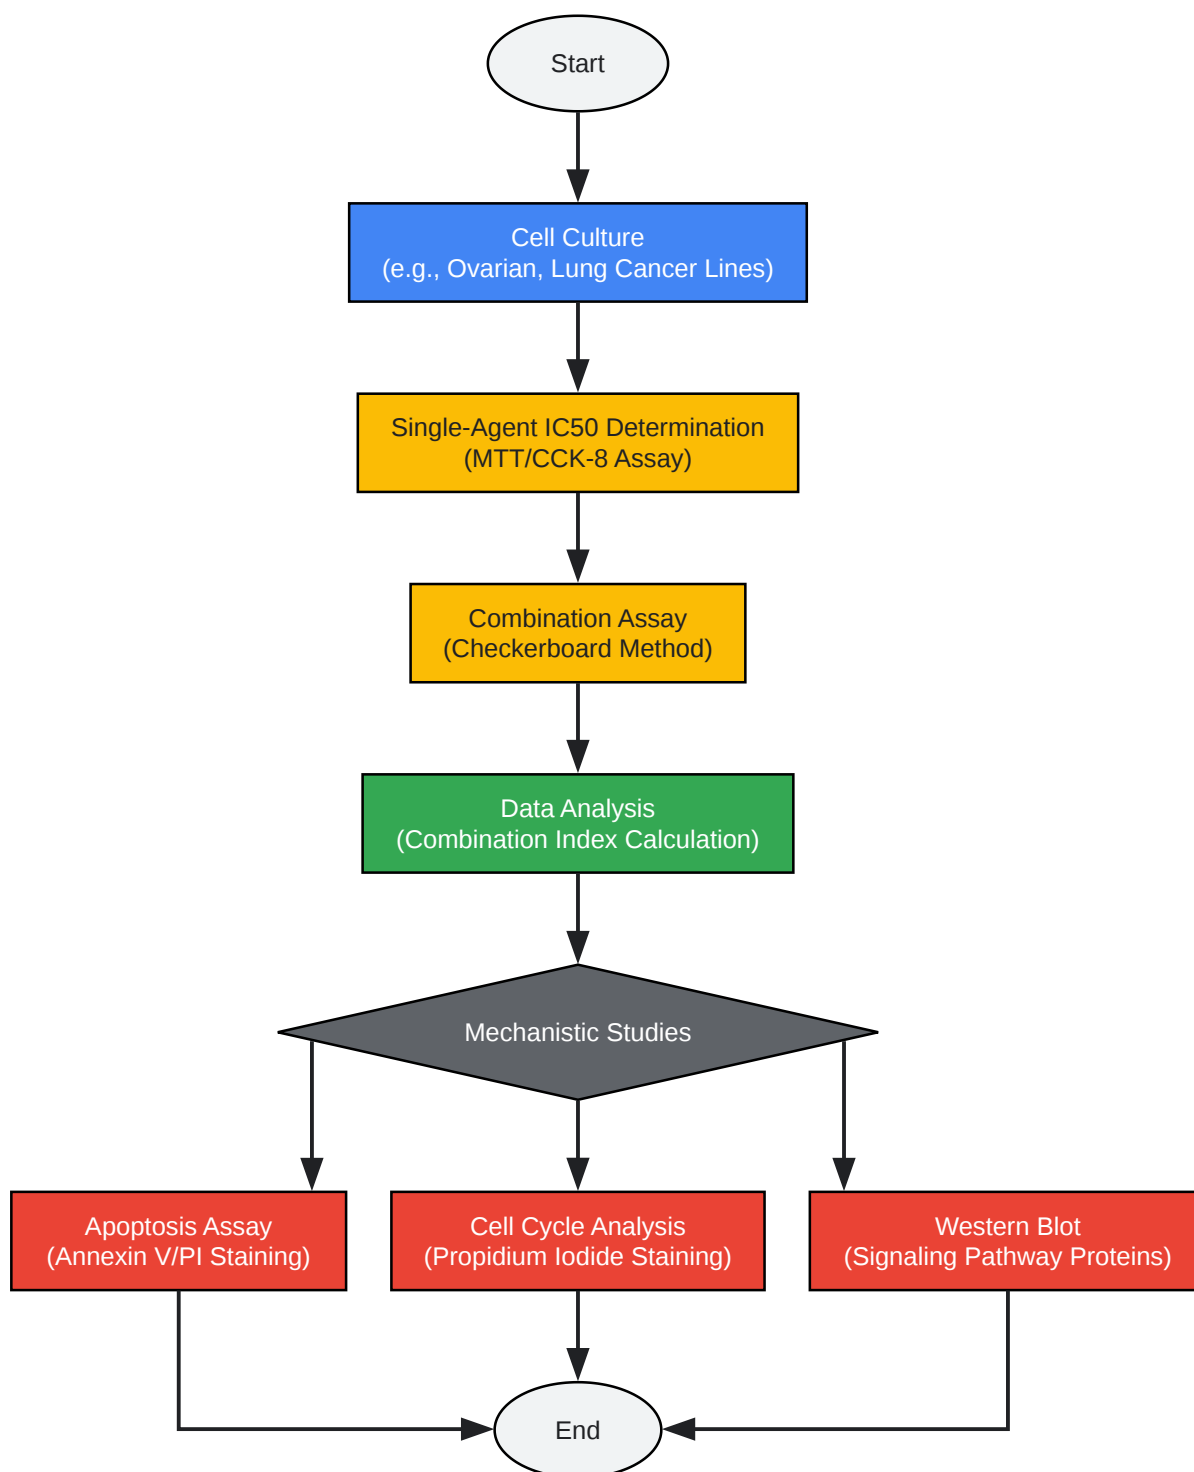 Start
Cell Culture
(e.g., Ovarian, Lung Cancer Lines)
Single-Agent IC50 Determination
(MTT/CCK-8 Assay)
Combination Assay
(Checkerboard Method)
Data Analysis
(Combination Index Calculation)
Mechanistic Studies
Apoptosis Assay
(Annexin V/PI Staining)
Cell Cycle Analysis
(Propidium Iodide Staining)
Western Blot
(Signaling Pathway Proteins)
End